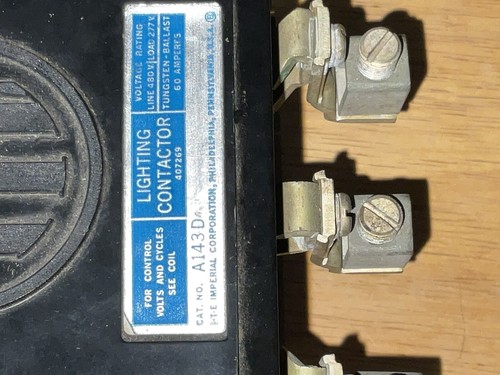 FOR CONTROL
VOLTS AND CYCLES
SEE COIL
LIGHTING
CONTACTOR
407269
VOLTAGE RATING
LINE 480V LOAD 277V
TUNGSTEN-BALLAST
60 AMPERES
CAT. NO. A143D
I-T-E IMPERIAL CORPORATION, PHILADELPHIA, PENNSYLVANIA, U.S.A.